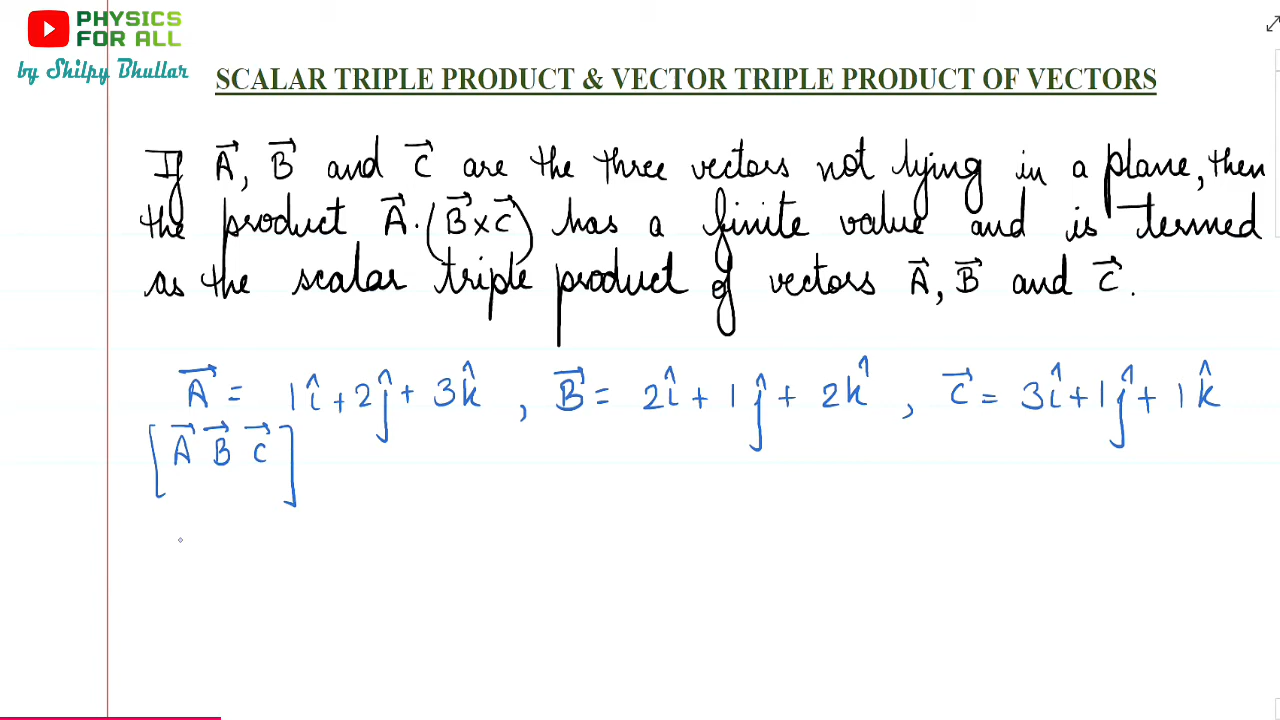 PHYSICS
FOR ALL
by Shilpy Bhullar
SCALAR TRIPLE PRODUCT & VECTOR TRIPLE PRODUCT OF VECTORS
If A⃗, B⃗ and C⃗ are the three vectors not lying in a plane, then
the product A⃗·(B⃗×C⃗) has a finite value and is termed
as the scalar triple product of vectors A⃗, B⃗ and C⃗.
A⃗ = 1î+2ĵ+3k̂, B⃗ = 2î+1ĵ+2k̂, C⃗ = 3î+1ĵ+1k̂
[A⃗ B⃗ C⃗]